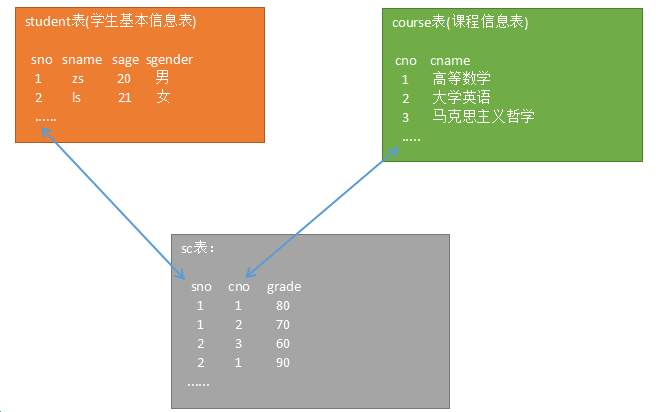 student表(学生基本信息表)
sno sname sage sgender
1 zs 20 男
2 ls 21 女
......
course表(课程信息表)
cno cname
1 高等数学
2 大学英语
3 马克思主义哲学
.....
sc表:
sno cno grade
1 1 80
1 2 70
2 3 60
2 1 90
......